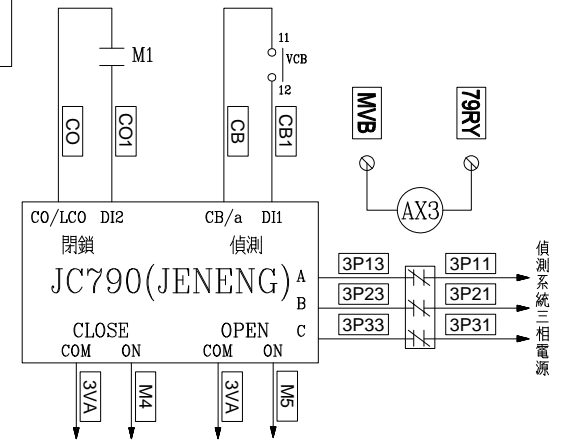 M1
11
VCB
12
CO
CO1
CB
CB1
MVB
79RY
AX3
CO/LCO DI2 CB/a DI1
閉鎖 偵測
JC790(JENENG)
A 3P13 3P11
B 3P23 3P21
C 3P33 3P31
偵測系統三相電源
CLOSE OPEN
COM ON COM ON
3VA M4 3VA M5